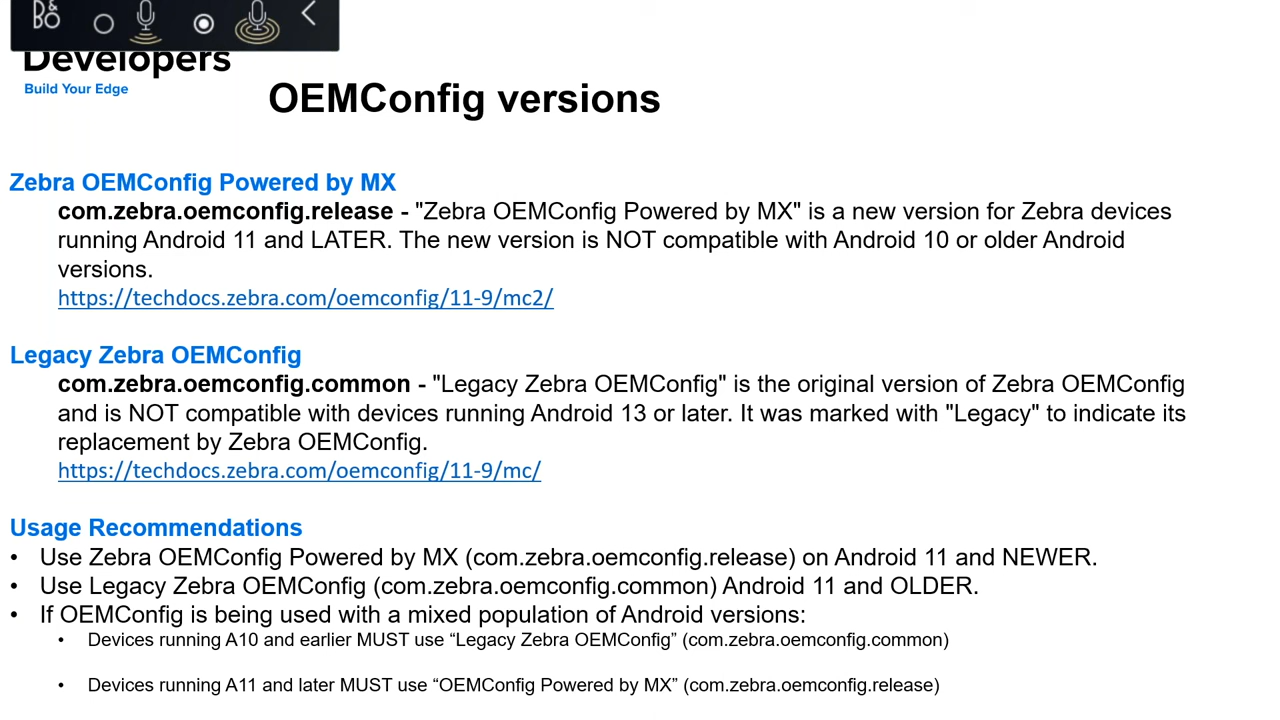 B&O
Developers
Build Your Edge
OEMConfig versions
Zebra OEMConfig Powered by MX
com.zebra.oemconfig.release - "Zebra OEMConfig Powered by MX" is a new version for Zebra devices
running Android 11 and LATER. The new version is NOT compatible with Android 10 or older Android
versions.
https://techdocs.zebra.com/oemconfig/11-9/mc2/
Legacy Zebra OEMConfig
com.zebra.oemconfig.common - "Legacy Zebra OEMConfig" is the original version of Zebra OEMConfig
and is NOT compatible with devices running Android 13 or later. It was marked with "Legacy" to indicate its
replacement by Zebra OEMConfig.
https://techdocs.zebra.com/oemconfig/11-9/mc/
Usage Recommendations
• Use Zebra OEMConfig Powered by MX (com.zebra.oemconfig.release) on Android 11 and NEWER.
• Use Legacy Zebra OEMConfig (com.zebra.oemconfig.common) Android 11 and OLDER.
• If OEMConfig is being used with a mixed population of Android versions:
• Devices running A10 and earlier MUST use “Legacy Zebra OEMConfig” (com.zebra.oemconfig.common)
• Devices running A11 and later MUST use “OEMConfig Powered by MX” (com.zebra.oemconfig.release)